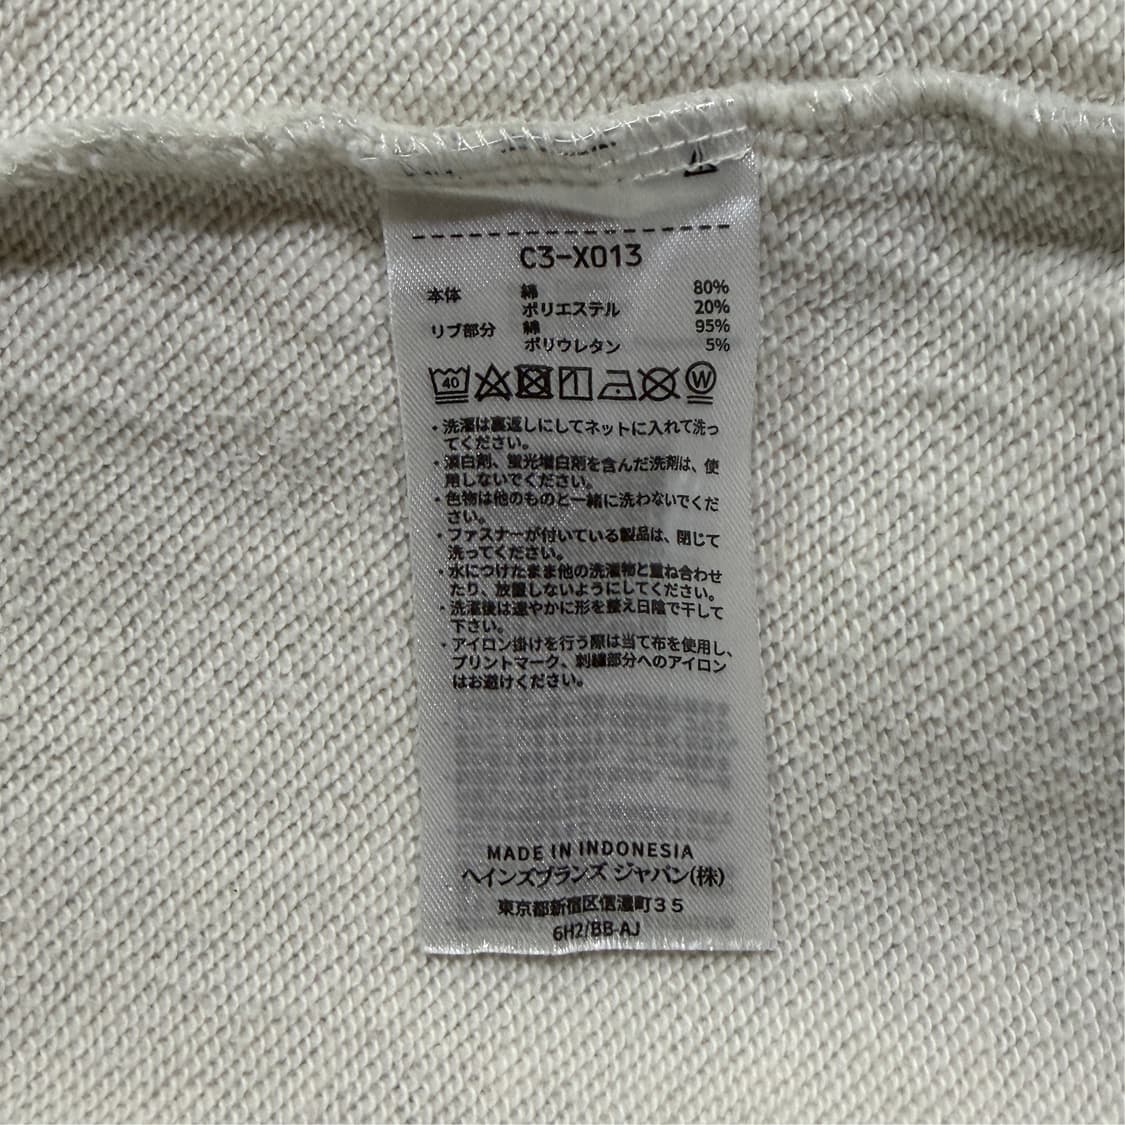 C3-X013
本体 綿 80%
ポリエステル 20%
リブ部分 綿 95%
ポリウレタン 5%
40 W
・洗濯は裏返しにしてネットに入れて洗っ
てください。
・漂白剤、蛍光増白剤を含んだ洗剤は、使
用しないでください。
・色物は他のものと一緒に洗わないでくだ
さい。
・ファスナーが付いている製品は、閉じて
洗ってください。
・水につけたまま他の洗濯物と重ね合わせ
たり、放置しないようにしてください。
・洗濯後は速やかに形を整え日陰で干して
下さい。
・アイロン掛けを行う際は当て布を使用し、
プリントマーク、刺繍部分へのアイロン
はお避けください。
MADE IN INDONESIA
ヘインズブランズ ジャパン(株)
東京都新宿区信濃町35
6H2/BB-AJ